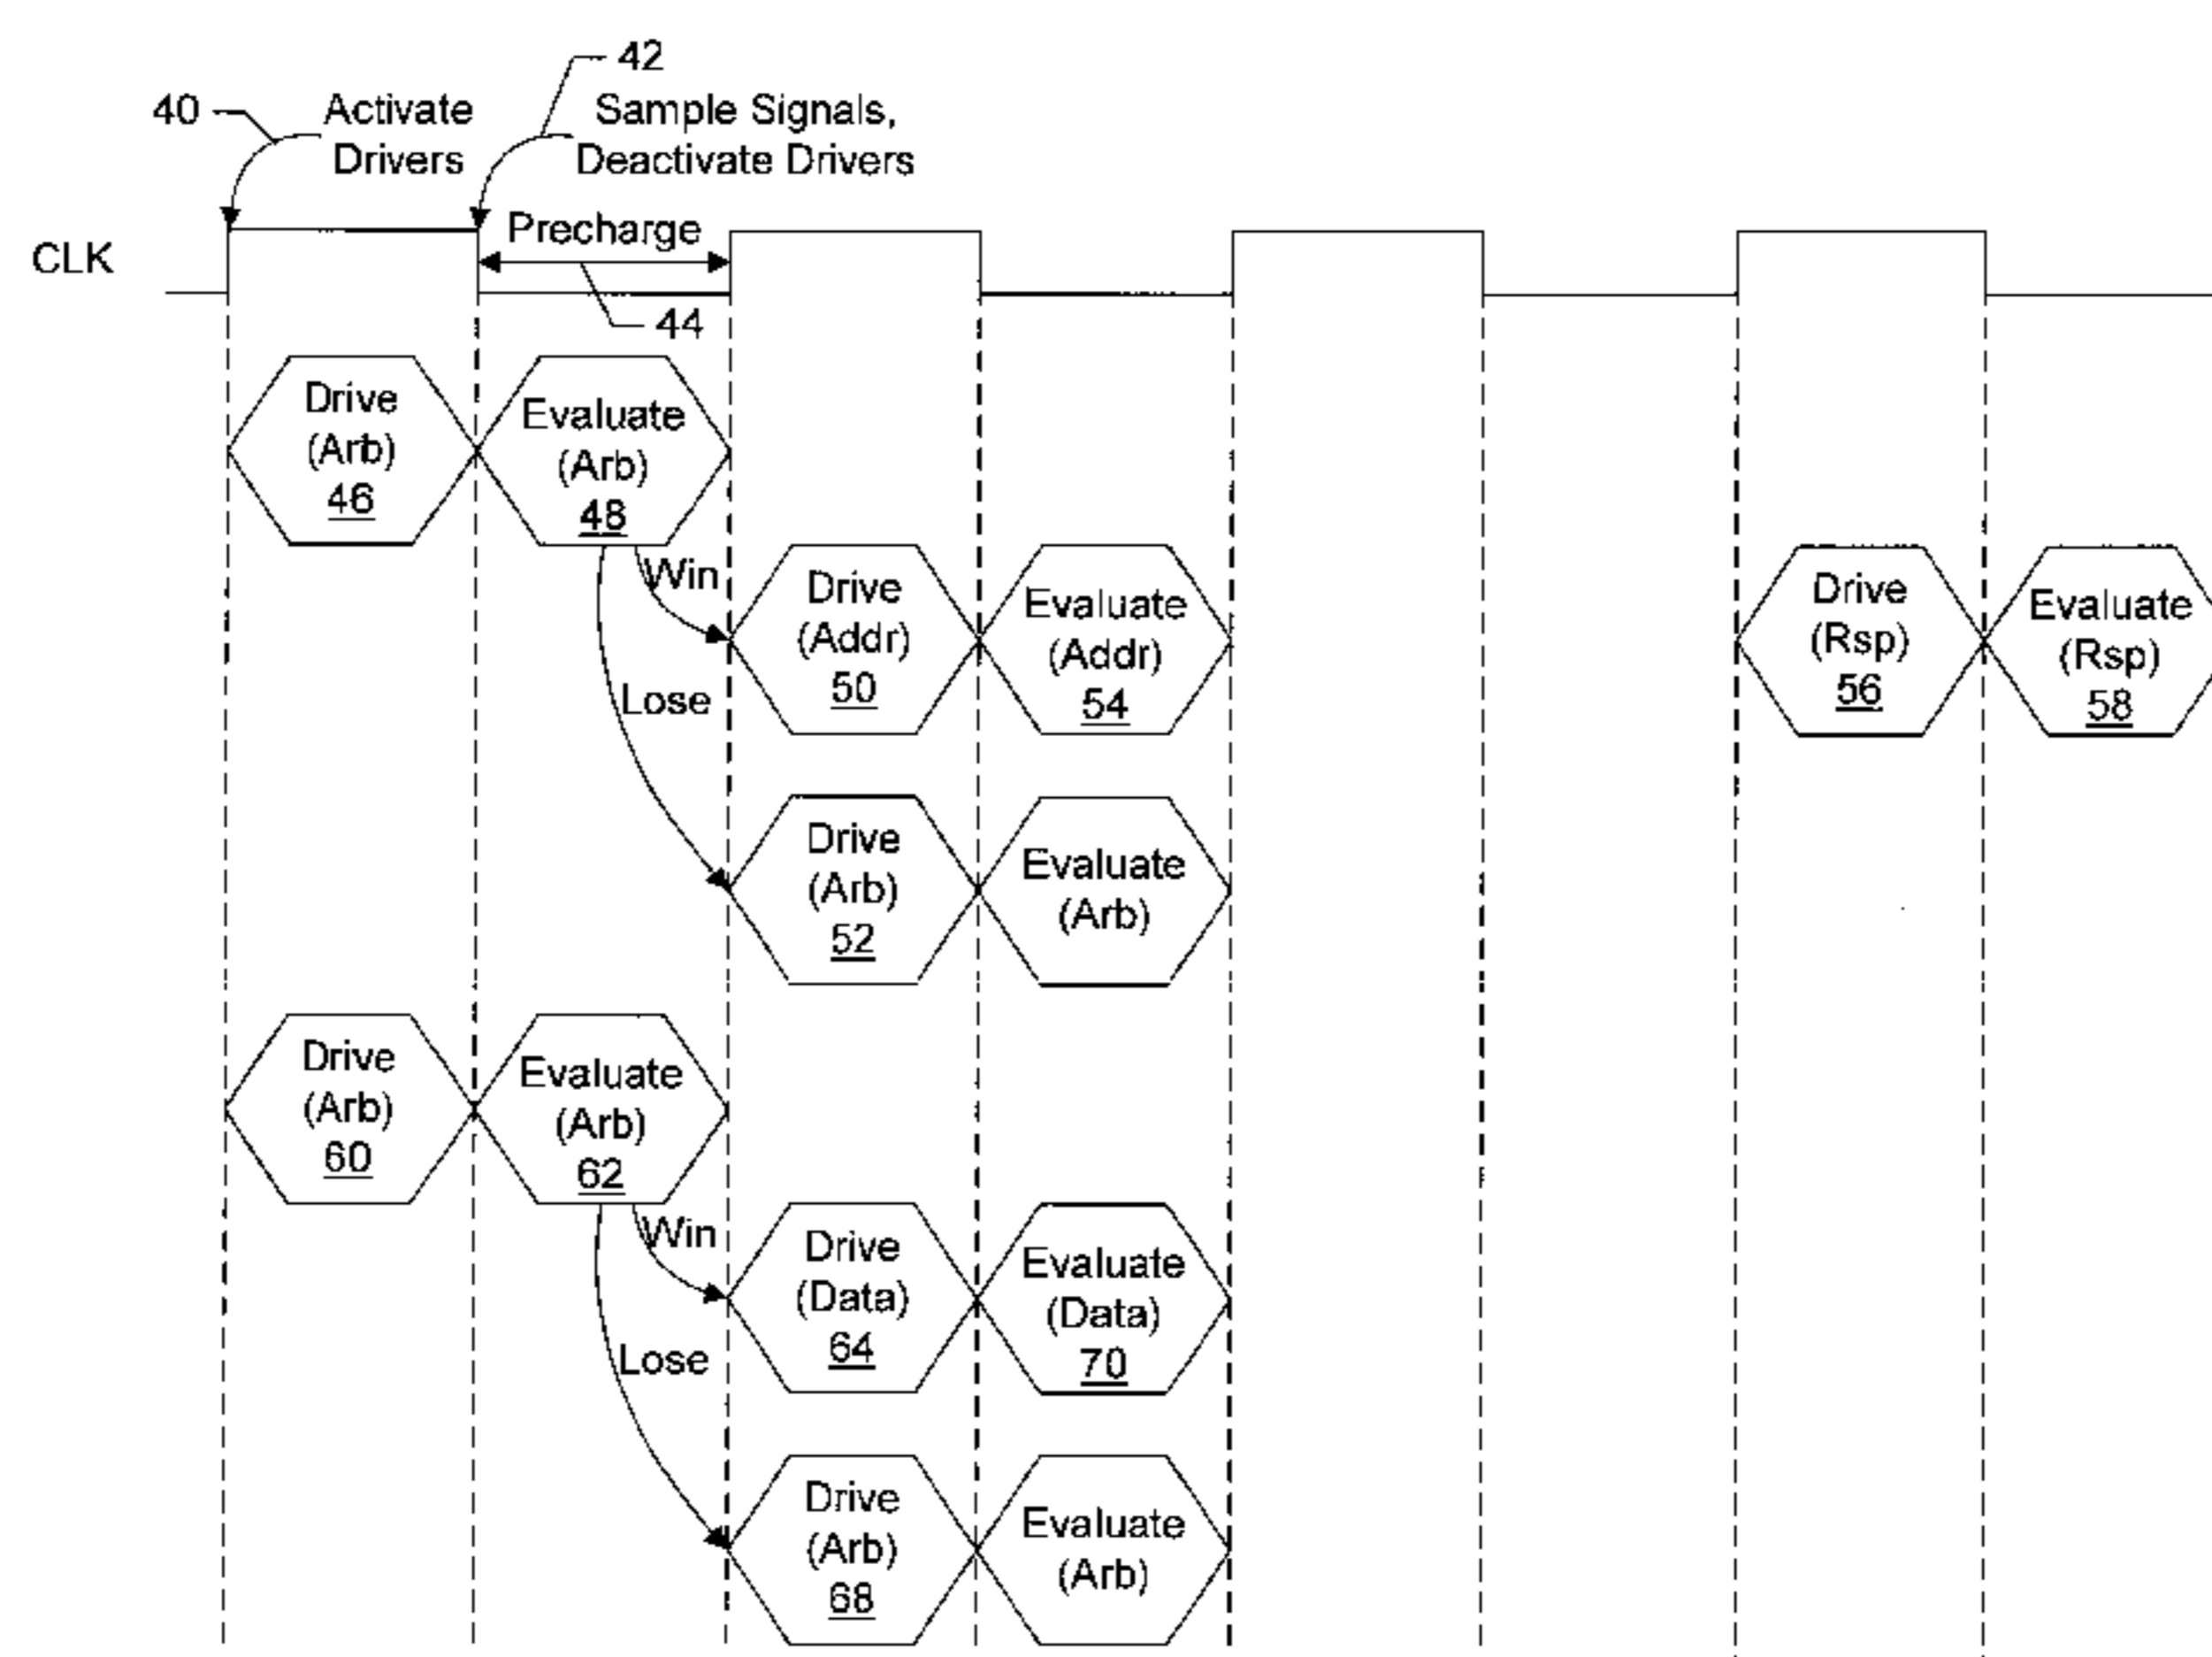 42
40
Activate
Drivers
Sample Signals,
Deactivate Drivers
Precharge
CLK
44
Drive
(Arb)
46
Evaluate
(Arb)
48
Win
Lose
Drive
(Addr)
50
Evaluate
(Addr)
54
Drive
(Rsp)
56
Evaluate
(Rsp)
58
Drive
(Arb)
52
Evaluate
(Arb)
Drive
(Arb)
60
Evaluate
(Arb)
62
Win
Lose
Drive
(Data)
64
Evaluate
(Data)
70
Drive
(Arb)
68
Evaluate
(Arb)